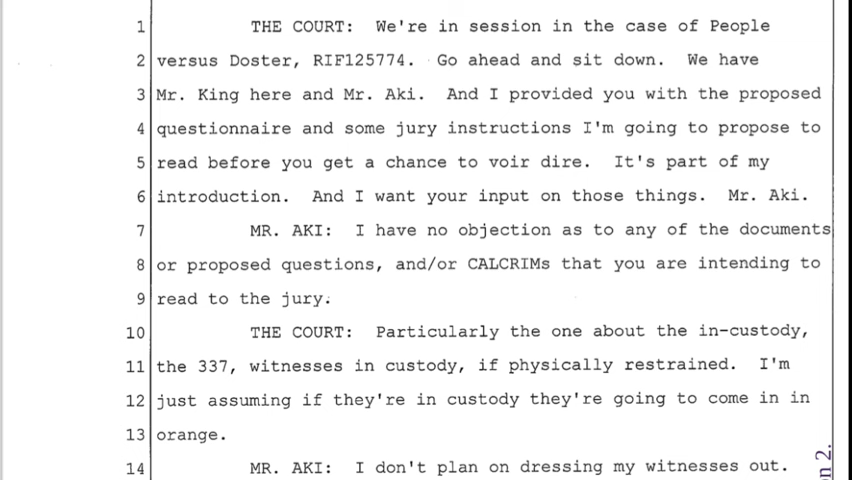 1 THE COURT: We're in session in the case of People
2 versus Doster, RIF125774. Go ahead and sit down. We have
3 Mr. King here and Mr. Aki. And I provided you with the proposed
4 questionnaire and some jury instructions I'm going to propose to
5 read before you get a chance to voir dire. It's part of my
6 introduction. And I want your input on those things. Mr. Aki.
7 MR. AKI: I have no objection as to any of the documents
8 or proposed questions, and/or CALCRIMs that you are intending to
9 read to the jury.
10 THE COURT: Particularly the one about the in-custody,
11 the 337, witnesses in custody, if physically restrained. I'm
12 just assuming if they're in custody they're going to come in in
13 orange.
14 MR. AKI: I don't plan on dressing my witnesses out.
on 2.